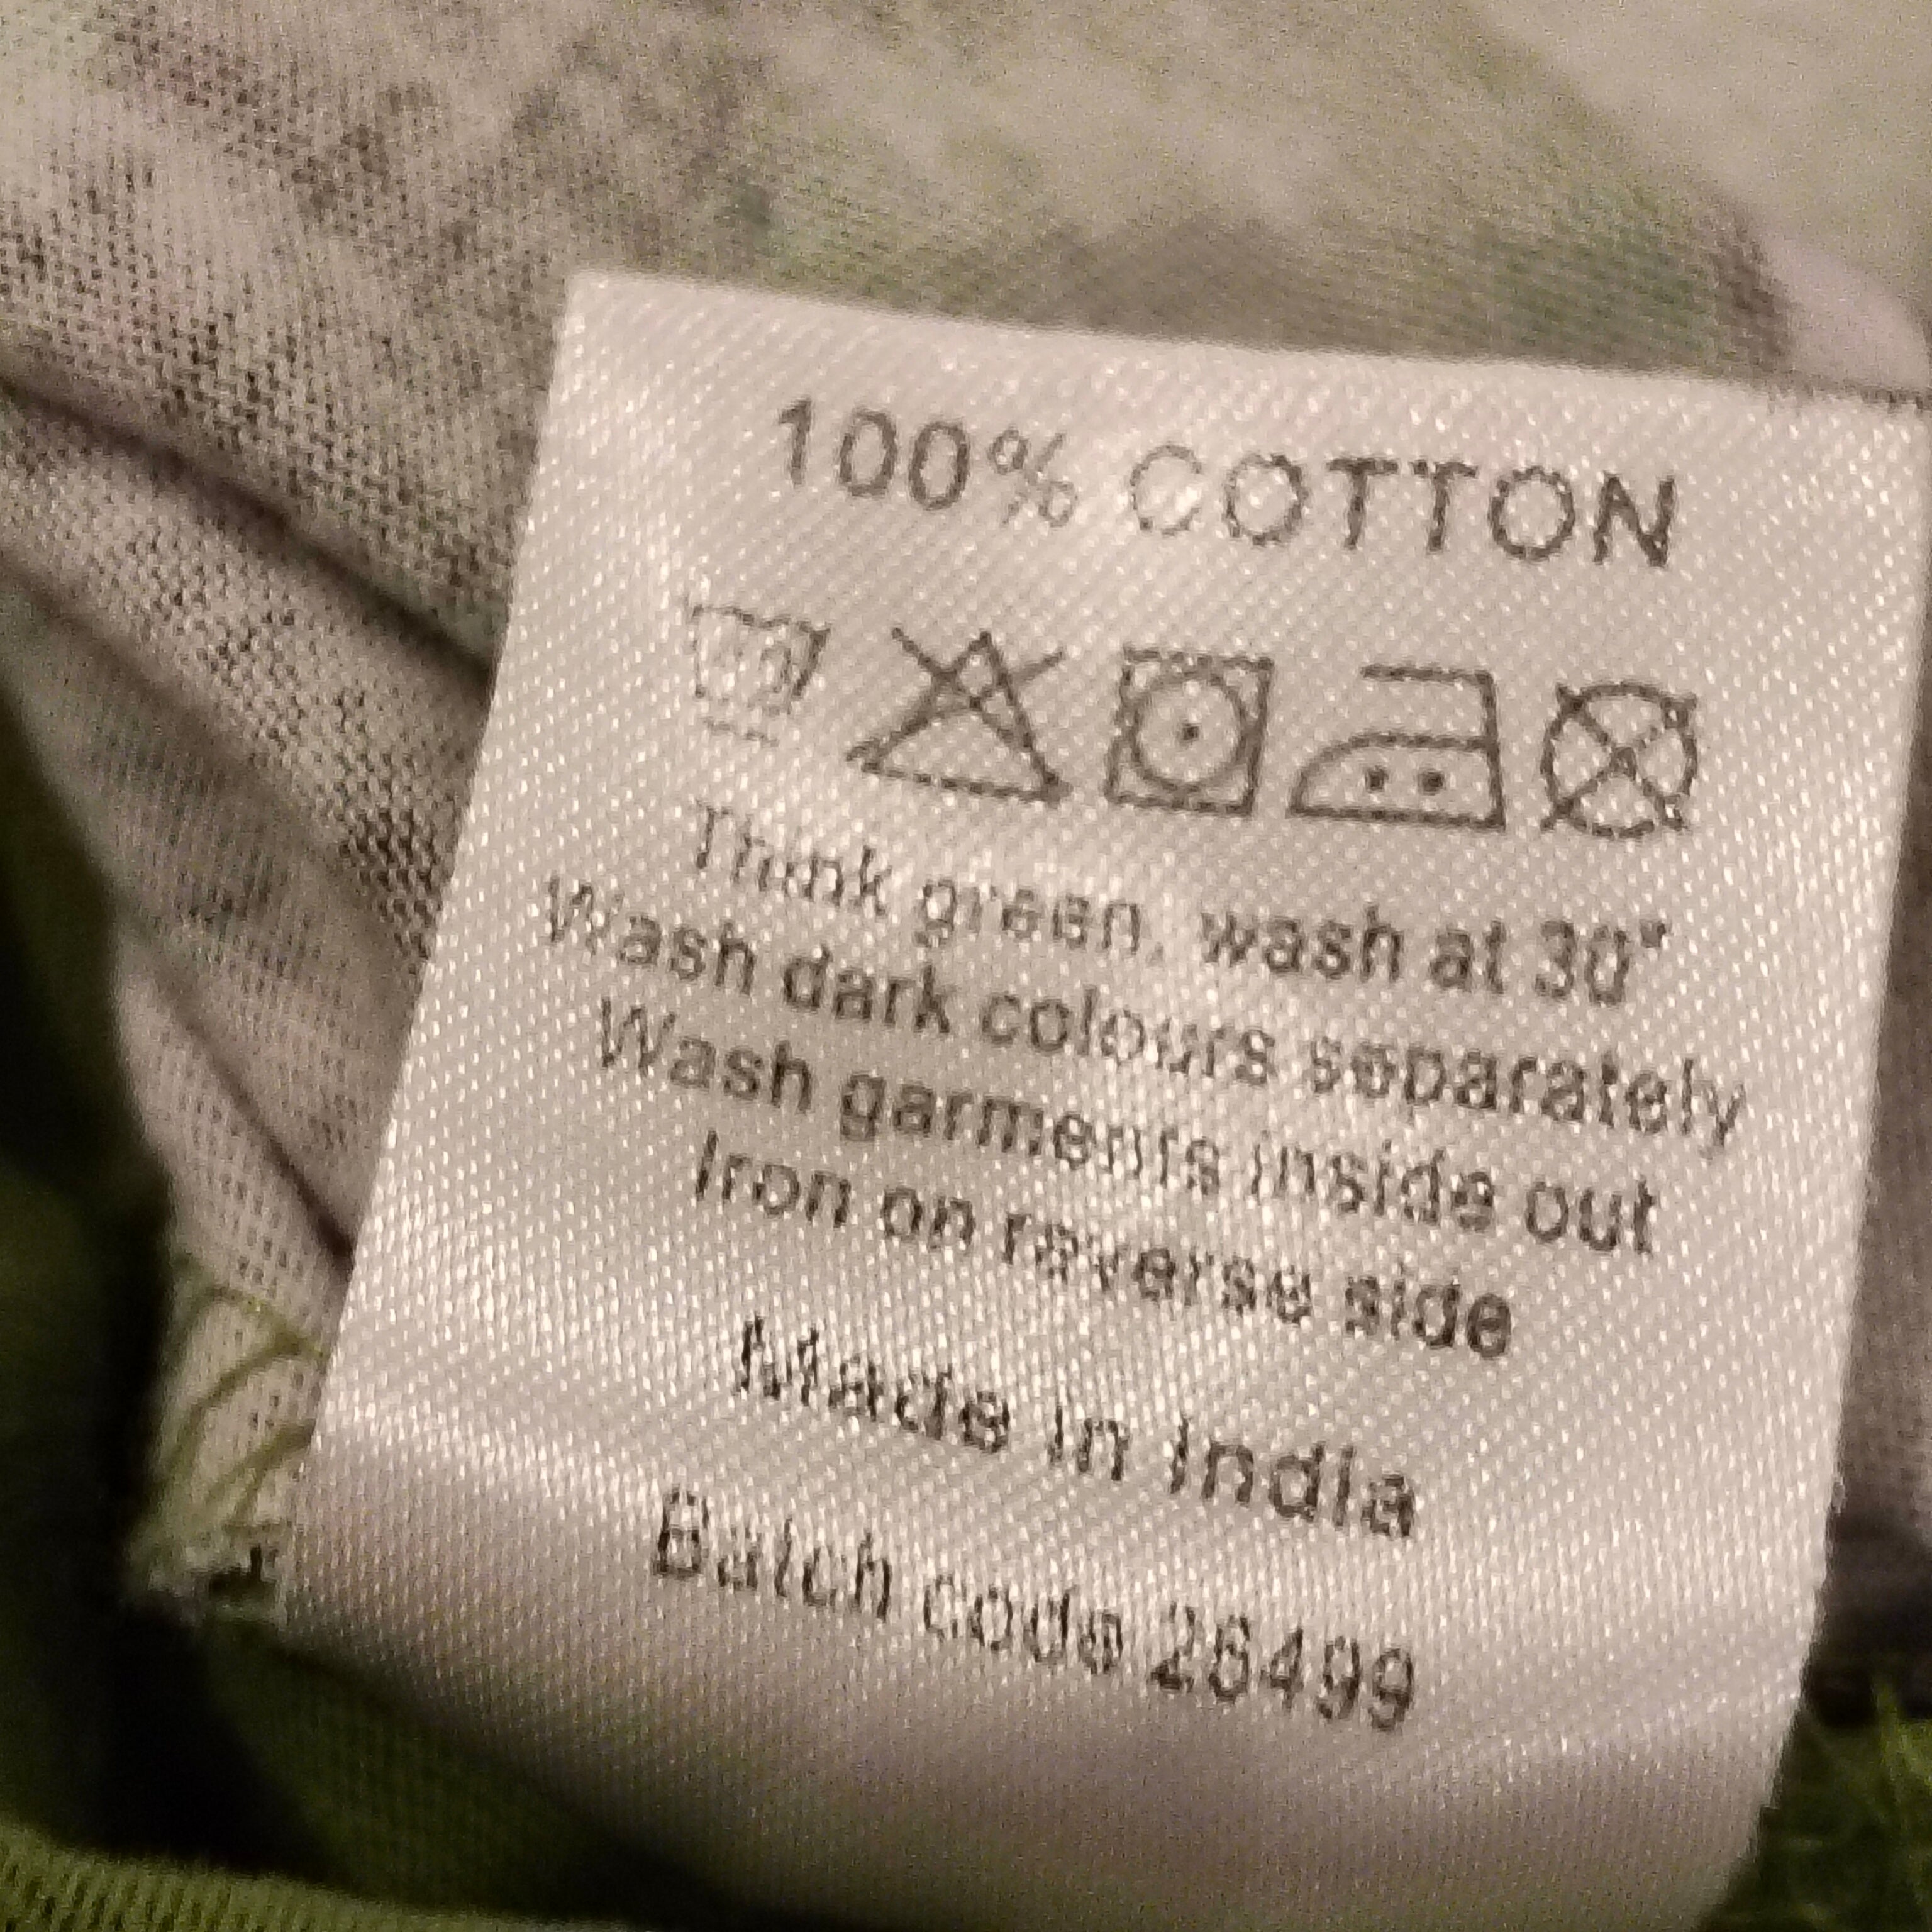 100% COTTON
Think green, wash at 30°
Wash dark colours separately
Wash garments inside out
Iron on reverse side
Made in India
Batch code 26499